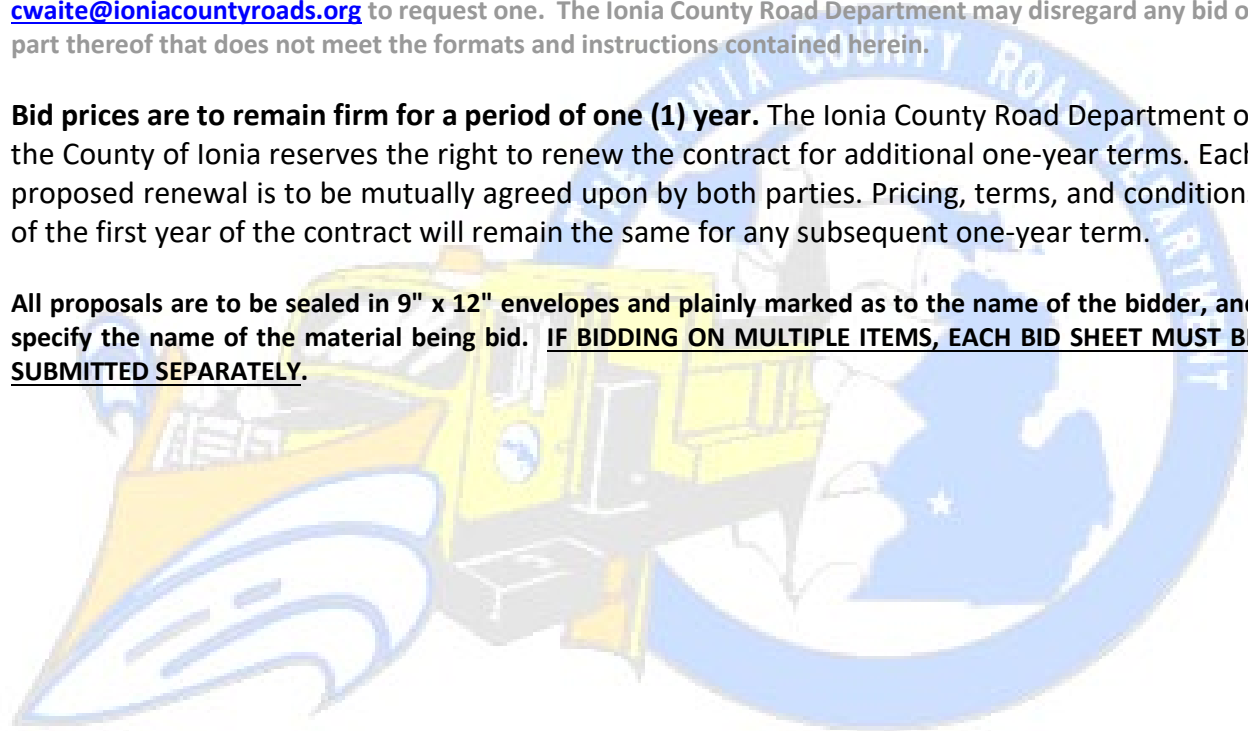 cwaite@ioniacountyroads.org to request one. The Ionia County Road Department may disregard any bid o
part thereof that does not meet the formats and instructions contained herein.
Bid prices are to remain firm for a period of one (1) year. The Ionia County Road Department o
the County of Ionia reserves the right to renew the contract for additional one-year terms. Each
proposed renewal is to be mutually agreed upon by both parties. Pricing, terms, and condition
of the first year of the contract will remain the same for any subsequent one-year term.
All proposals are to be sealed in 9" x 12" envelopes and plainly marked as to the name of the bidder, and
specify the name of the material being bid. IF BIDDING ON MULTIPLE ITEMS, EACH BID SHEET MUST B
SUBMITTED SEPARATELY.
THE IONIA COUNTY ROAD DEPARTMENT